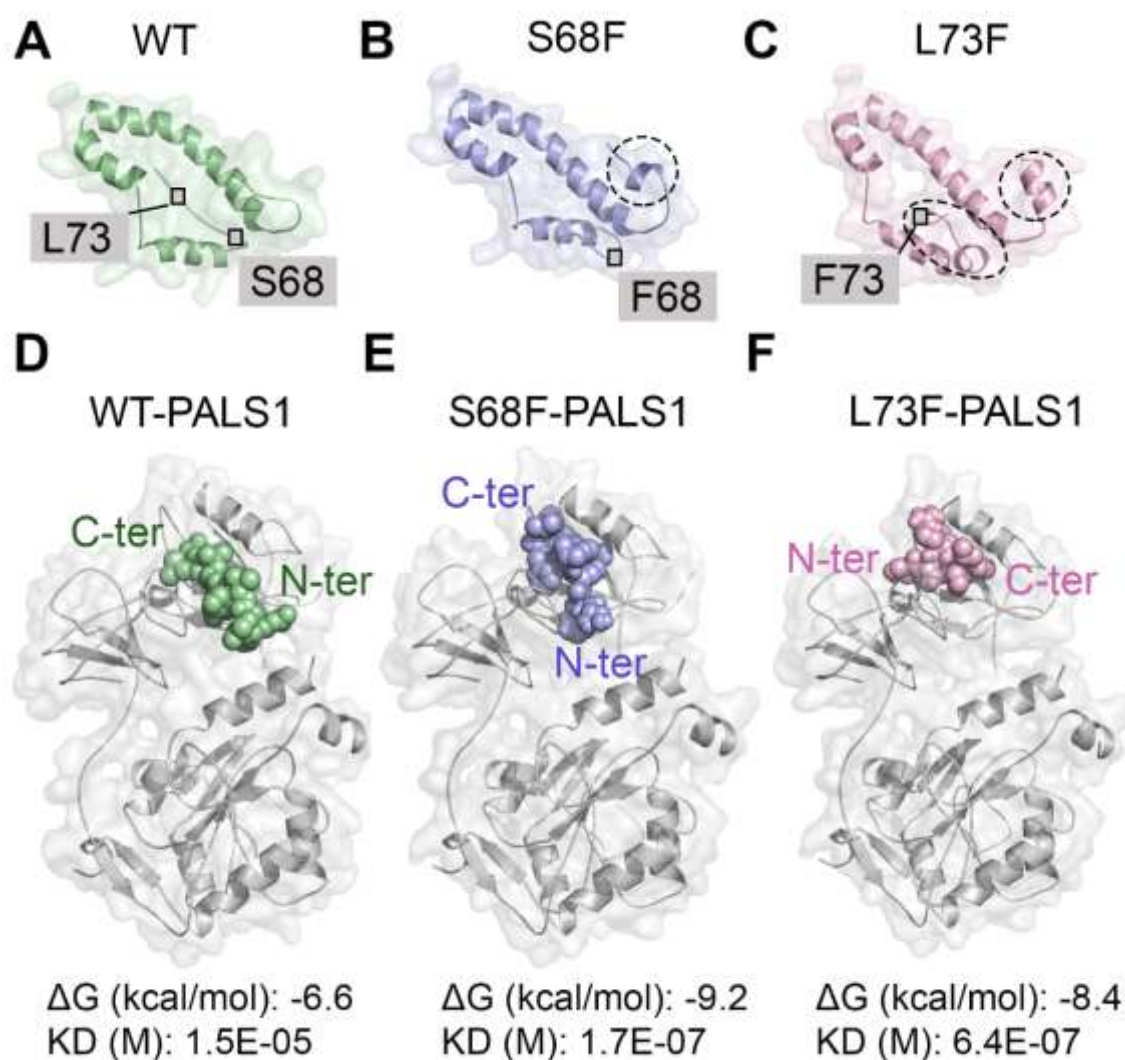 A WT
B S68F
C L73F
L73
S68
F68
F73
D
WT-PALS1
C-ter
N-ter
ΔG (kcal/mol): -6.6
KD (M): 1.5E-05
E
S68F-PALS1
C-ter
N-ter
ΔG (kcal/mol): -9.2
KD (M): 1.7E-07
F
L73F-PALS1
N-ter
C-ter
ΔG (kcal/mol): -8.4
KD (M): 6.4E-07